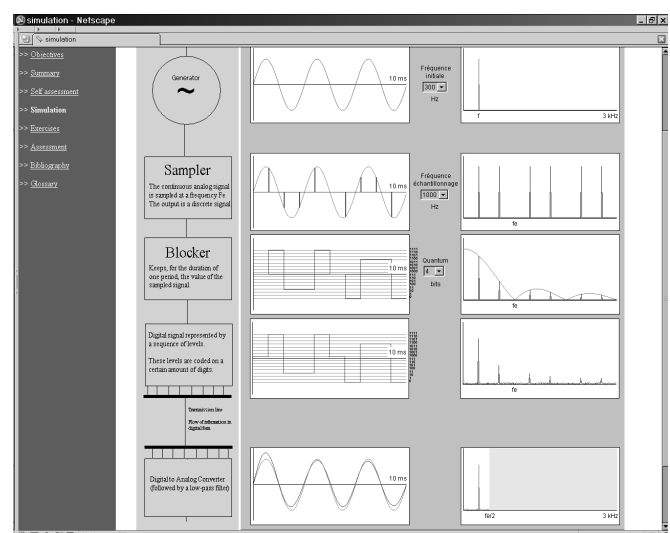 simulation - Netscape
simulation
>> Objectives
>> Summary
>> Self assessment
>> Simulation
>> Exercises
>> Assessment
>> Bibliography
>> Glossary
Generator
~
10 ms
Fréquence
initiale
300
Hz
f
3 kHz
Sampler
The continuous analog signal
is sampled at a frequency Fe
The output is a discrete signal
10 ms
Fréquence
échantillonnage
1000
Hz
fe
Blocker
Keeps, for the duration of
one period, the value of the
sampled signal
10 ms
Quantum
4
bits
fe
Digital signal represented by
a sequence of levels.
These levels are coded on a
certain amount of digits.
10 ms
fe
Transmission line
Flow of information in
digital form
Digital to Analog Converter
(followed by a low-pass filter)
10 ms
fe/2
3 kHz